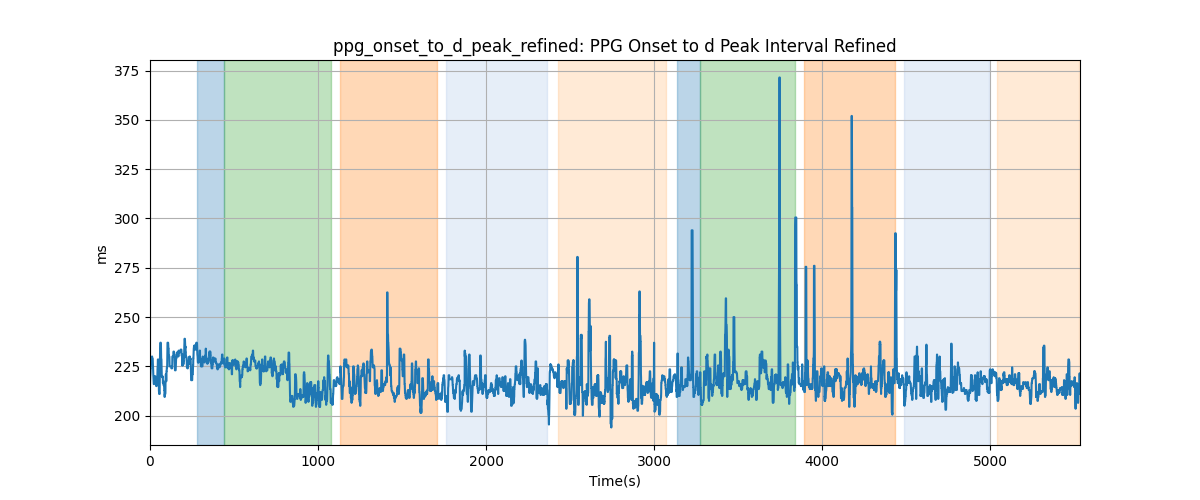 ppg_onset_to_d_peak_refined: PPG Onset to d Peak Interval Refined
375
350
325
300
275
250
225
200
ms
0 1000 2000 3000 4000 5000
Time(s)